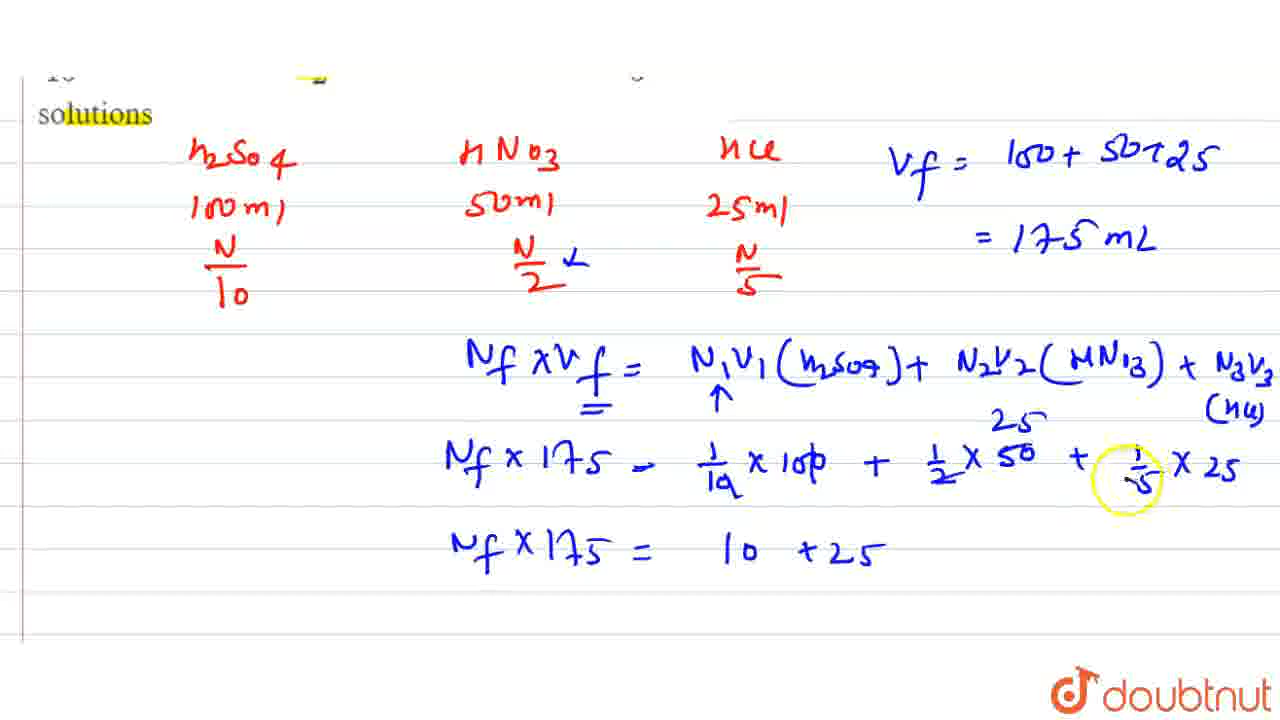 solutions
H2SO4 HNO3 HCl
100ml 50ml 25ml
N/10 N/2 N/5
Vf = 100 + 50 + 25
= 175 mL
Nf × Vf = N1V1 (H2SO4) + N2V2 (HNO3) + N3V3
(HCl)
25
Nf × 175 = 1/10 × 100 + 1/2 × 50 + 1/5 × 25
Nf × 175 = 10 + 25
doubtnut